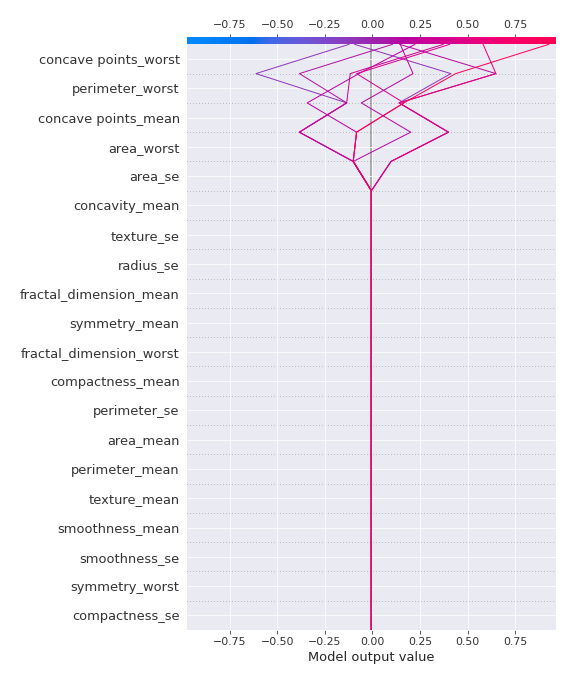 −0.75 −0.50 −0.25 0.00 0.25 0.50 0.75
concave points_worst
perimeter_worst
concave points_mean
area_worst
area_se
concavity_mean
texture_se
radius_se
fractal_dimension_mean
symmetry_mean
fractal_dimension_worst
compactness_mean
perimeter_se
area_mean
perimeter_mean
texture_mean
smoothness_mean
smoothness_se
symmetry_worst
compactness_se
−0.75 −0.50 −0.25 0.00 0.25 0.50 0.75
Model output value